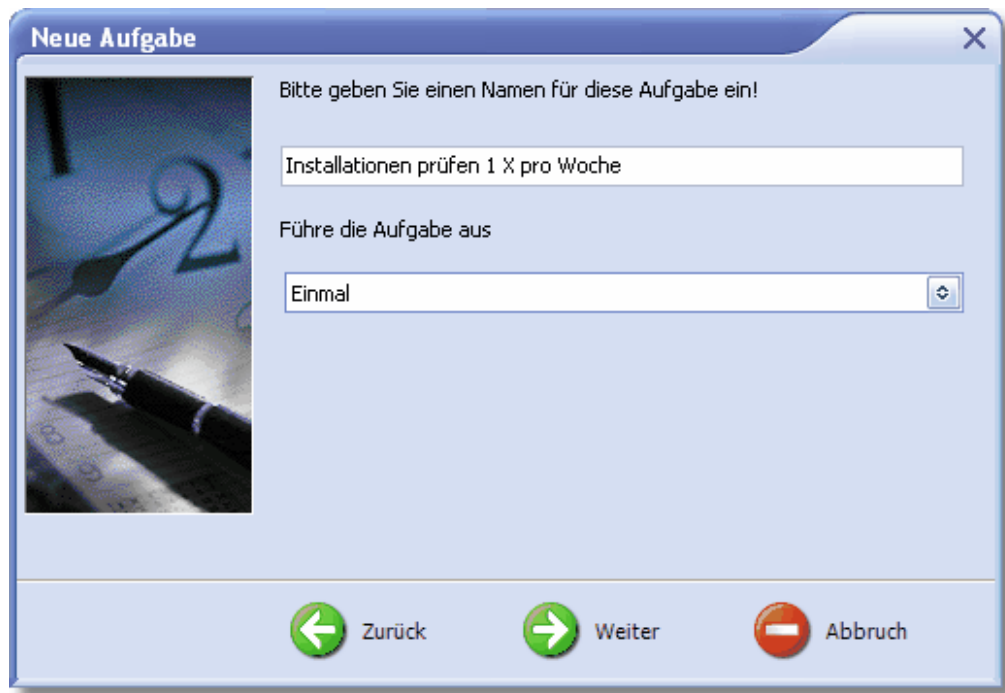 Neue Aufgabe
Bitte geben Sie einen Namen für diese Aufgabe ein!
Installationen prüfen 1 X pro Woche
Führe die Aufgabe aus
Einmal
Zurück Weiter Abbruch